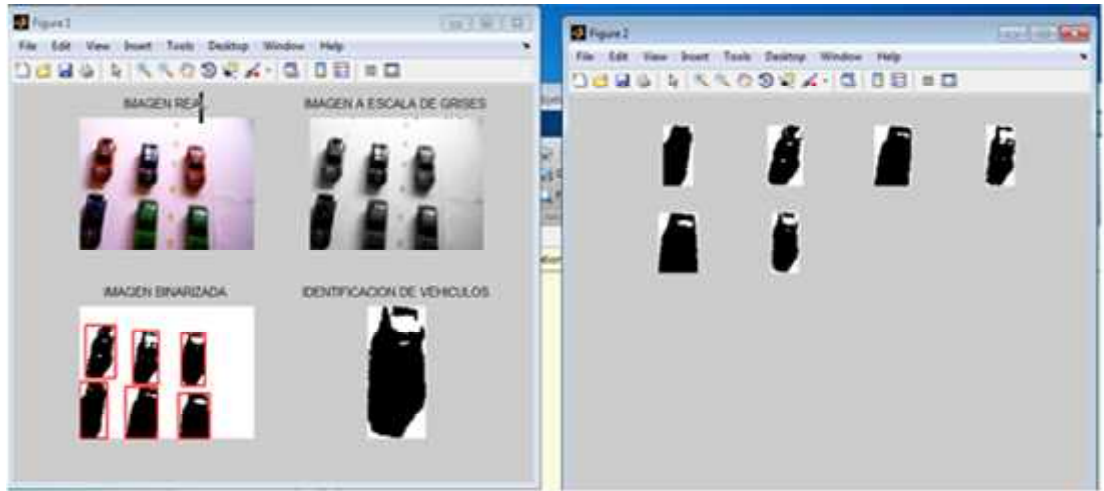 Figure 1
File Edit View Insert Tools Desktop Window Help
IMAGEN REAL
IMAGEN A ESCALA DE GRISES
IMAGEN BINARIZADA
IDENTIFICACION DE VEHICULOS
Figure 2
File Edit View Insert Tools Desktop Window Help